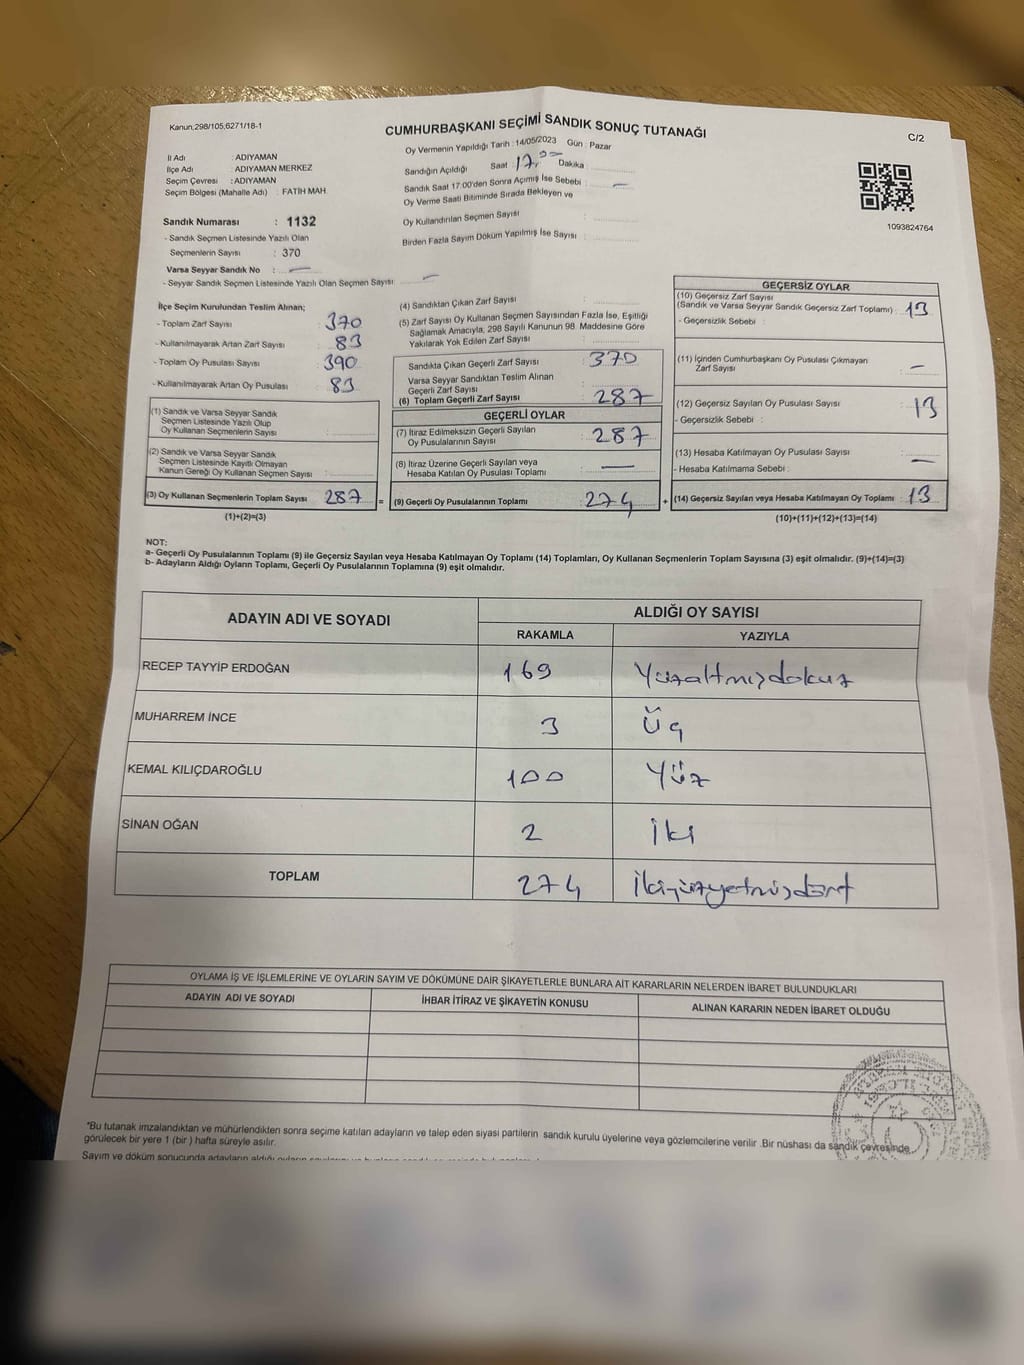 Kanun;298/105;6271/18-1
CUMHURBAŞKANI SEÇİMİ SANDIK SONUÇ TUTANAĞI
C/2
İl Adı : ADIYAMAN
İlçe Adı : ADIYAMAN MERKEZ
Seçim Çevresi : ADIYAMAN
Seçim Bölgesi (Mahalle Adı) : FATİH MAH.
Oy Vermenin Yapıldığı Tarih : 14/05/2023 Gün : Pazar
Sandığın Açıldığı Saat : 17.00 Dakika :
Sandık Saat 17:00'den Sonra Açımış İse Sebebi : —
Oy Verme Saati Bitiminde Sırada Bekleyen ve
Oy Kullandırılan Seçmen Sayısı :
Birden Fazla Sayım Döküm Yapılmış İse Sayısı :
1093824764
Sandık Numarası : 1132
- Sandık Seçmen Listesinde Yazılı Olan
Seçmenlerin Sayısı : 370
Varsa Seyyar Sandık No : —
- Seyyar Sandık Seçmen Listesinde Yazılı Olan Seçmen Sayısı : —
İlçe Seçim Kurulundan Teslim Alınan;
- Toplam Zarf Sayısı : 370
- Kullanılmayarak Artan Zarf Sayısı : 83
- Toplam Oy Pusulası Sayısı : 390
- Kullanılmayarak Artan Oy Pusulası : 83
(1) Sandık ve Varsa Seyyar Sandık
Seçmen Listesinde Yazılı Olup
Oy Kullanan Seçmenlerin Sayısı :
(2) Sandık ve Varsa Seyyar Sandık
Seçmen Listesinde Kayıtlı Olmayan
Kanun Gereği Oy Kullanan Seçmen Sayısı :
(3) Oy Kullanan Seçmenlerin Toplam Sayısı : 287 =
(1)+(2)=(3)
(4) Sandıktan Çıkan Zarf Sayısı :
(5) Zarf Sayısı Oy Kullanan Seçmen Sayısından Fazla İse, Eşitliği
Sağlamak Amacıyla, 298 Sayılı Kanunun 98. Maddesine Göre
Yakılarak Yok Edilen Zarf Sayısı :
Sandıkta Çıkan Geçerli Zarf Sayısı : 370
Varsa Seyyar Sandıktan Teslim Alınan
Geçerli Zarf Sayısı :
(6) Toplam Geçerli Zarf Sayısı : 287
GEÇERLİ OYLAR
(7) İtiraz Edilmeksizin Geçerli Sayılan
Oy Pusulalarının Sayısı : 287
(8) İtiraz Üzerine Geçerli Sayılan veya
Hesaba Katılan Oy Pusulası Toplamı : —
(9) Geçerli Oy Pusulalarının Toplamı : 274 +
GEÇERSİZ OYLAR
(10) Geçersiz Zarf Sayısı
(Sandık ve Varsa Seyyar Sandık Geçersiz Zarf Toplamı) : 13
- Geçersizlik Sebebi :
(11) İçinden Cumhurbaşkanı Oy Pusulası Çıkmayan
Zarf Sayısı : —
(12) Geçersiz Sayılan Oy Pusulası Sayısı : 13
- Geçersizlik Sebebi :
(13) Hesaba Katılmayan Oy Pusulası Sayısı : —
- Hesaba Katılmama Sebebi :
(14) Geçersiz Sayılan veya Hesaba Katılmayan Oy Toplamı : 13
(10)+(11)+(12)+(13)=(14)
NOT:
a- Geçerli Oy Pusulalarının Toplamı (9) ile Geçersiz Sayılan veya Hesaba Katılmayan Oy Toplamı (14) Toplamları, Oy Kullanan Seçmenlerin Toplam Sayısına (3) eşit olmalıdır. (9)+(14)=(3)
b- Adayların Aldığı Oyların Toplamı, Geçerli Oy Pusulalarının Toplamına (9) eşit olmalıdır.
ADAYIN ADI VE SOYADI
ALDIĞI OY SAYISI
RAKAMLA YAZIYLA
RECEP TAYYİP ERDOĞAN 169 Yüzaltmışdokuz
MUHARREM İNCE 3 Üç
KEMAL KILIÇDAROĞLU 100 Yüz
SİNAN OĞAN 2 İki
TOPLAM 274 İkiyüzyetmişdört
OYLAMA İŞ VE İŞLEMLERİNE VE OYLARIN SAYIM VE DÖKÜMÜNE DAİR ŞİKAYETLERLE BUNLARA AİT KARARLARIN NELERDEN İBARET BULUNDUKLARI
ADAYIN ADI VE SOYADI İHBAR İTİRAZ VE ŞİKAYETİN KONUSU ALINAN KARARIN NEDEN İBARET OLDUĞU
"Bu tutanak imzalandıktan ve mühürlendikten sonra seçime katılan adayların ve talep eden siyasi partilerin sandık kurulu üyelerine veya gözlemcilerine verilir .Bir nüshası da sandık çevresinde
görülecek bir yere 1 (bir ) hafta süreyle asılır.
Sayım ve döküm sonucunda adayların aldığı